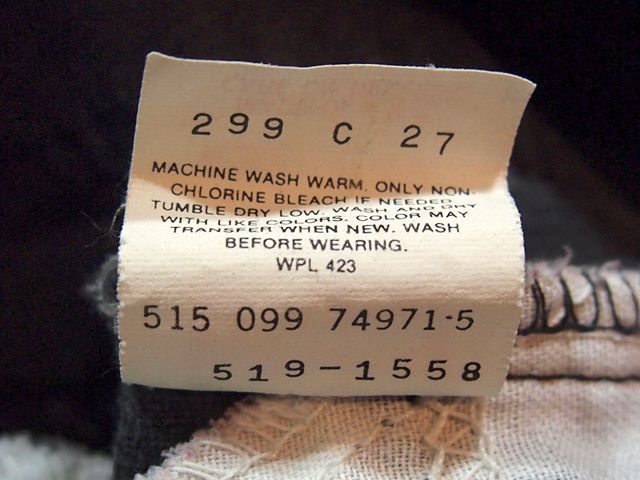 299 C 27
MACHINE WASH WARM. ONLY NON-
CHLORINE BLEACH IF NEEDED.
TUMBLE DRY LOW. WASH AND DRY
WITH LIKE COLORS. COLOR MAY
TRANSFER WHEN NEW. WASH
BEFORE WEARING.
WPL 423
515 099 74971-5
519-1558